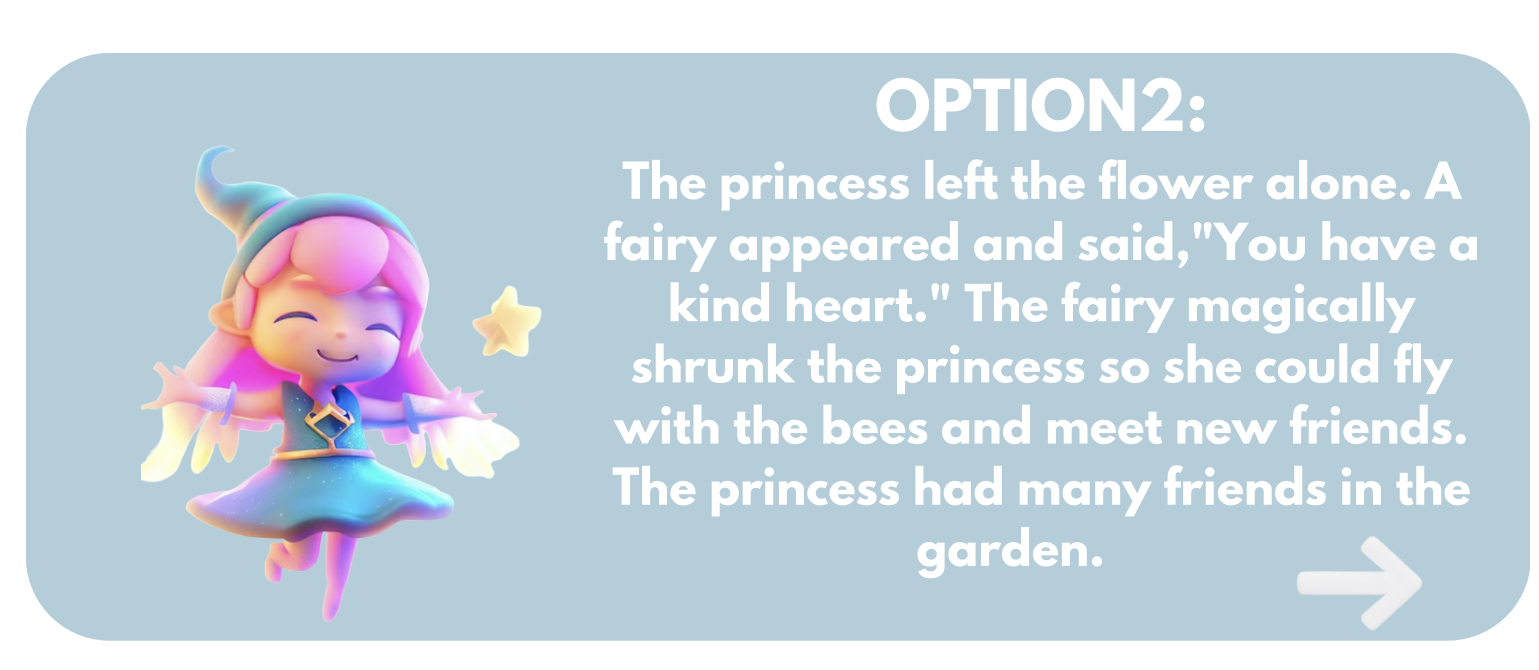 OPTION2:
The princess left the flower alone. A
fairy appeared and said,"You have a
kind heart." The fairy magically
shrunk the princess so she could fly
with the bees and meet new friends.
The princess had many friends in the
garden.